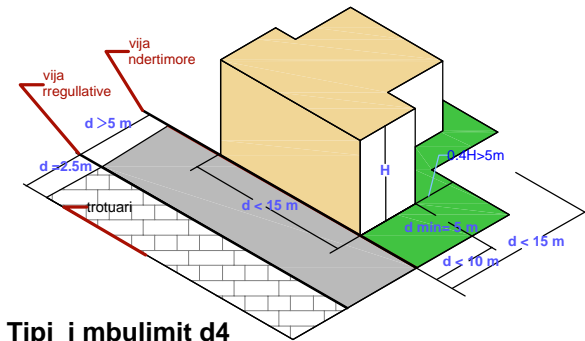 vija
ndertimore
vija
rregullative
d >5 m
d =2.5m
trotuari
d < 15 m
H
0.4H>5m
d min= 5 m
d < 10 m
d < 15 m
Tipi i mbulimit d4